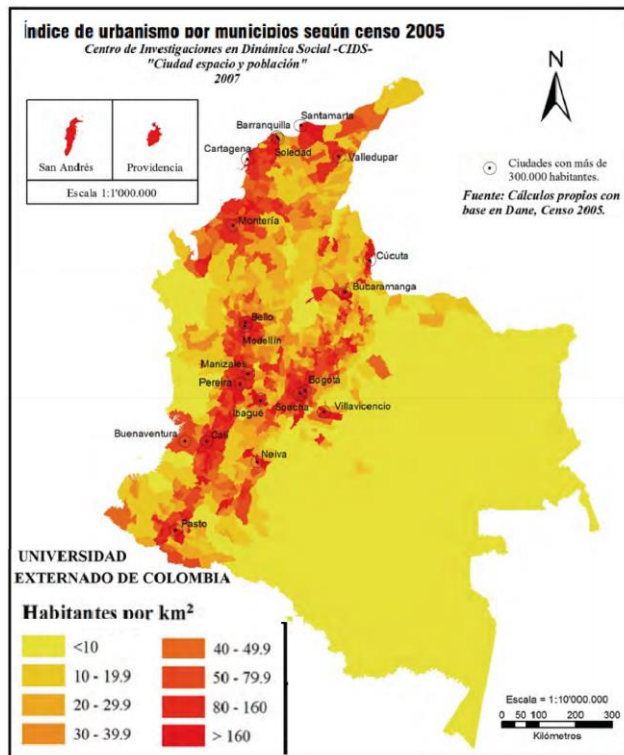 Índice de urbanismo por municipios según censo 2005
Centro de Investigaciones en Dinámica Social -CIDS-
"Ciudad espacio y población"
2007
N
San Andrés
Providencia
Escala 1:1'000.000
Ciudades con más de
300.000 habitantes.
Fuente: Cálculos propios con
base en Dane, Censo 2005.
Santamarta
Barranquilla
Soledad
Cartagena
Valledupar
Montería
Cúcuta
Bucaramanga
Bello
Medellín
Manizales
Pereira
Bogotá
Ibagué
Soacha
Villavicencio
Buenaventura
Cali
Neiva
Pasto
UNIVERSIDAD
EXTERNADO DE COLOMBIA
Habitantes por km²
<10
10 - 19.9
20 - 29.9
30 - 39.9
40 - 49.9
50 - 79.9
80 - 160
> 160
Escala = 1:10'000.000
0 50 100 200 300
Kilómetros